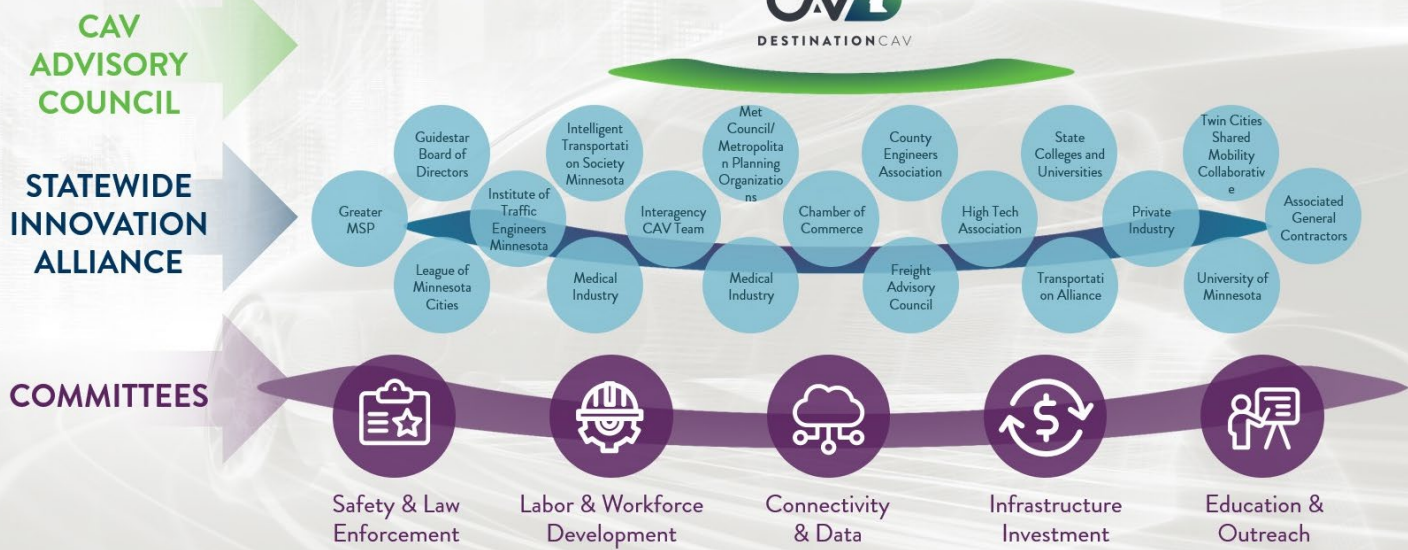 CAV
ADVISORY
COUNCIL
CAV
DESTINATIONCAV
STATEWIDE
INNOVATION
ALLIANCE
Guidestar
Board of
Directors
Intelligent
Transportati
on Society
Minnesota
Met
Council/
Metropolita
n Planning
Organizatio
ns
County
Engineers
Association
State
Colleges and
Universities
Twin Cities
Shared
Mobility
Collaborativ
e
Greater
MSP
Institute of
Traffic
Engineers
Minnesota
Interagency
CAV Team
Chamber of
Commerce
High Tech
Association
Private
Industry
Associated
General
Contractors
League of
Minnesota
Cities
Medical
Industry
Medical
Industry
Freight
Advisory
Council
Transportati
on Alliance
University of
Minnesota
COMMITTEES
$
Safety & Law
Enforcement
Labor & Workforce
Development
Connectivity
& Data
Infrastructure
Investment
Education &
Outreach